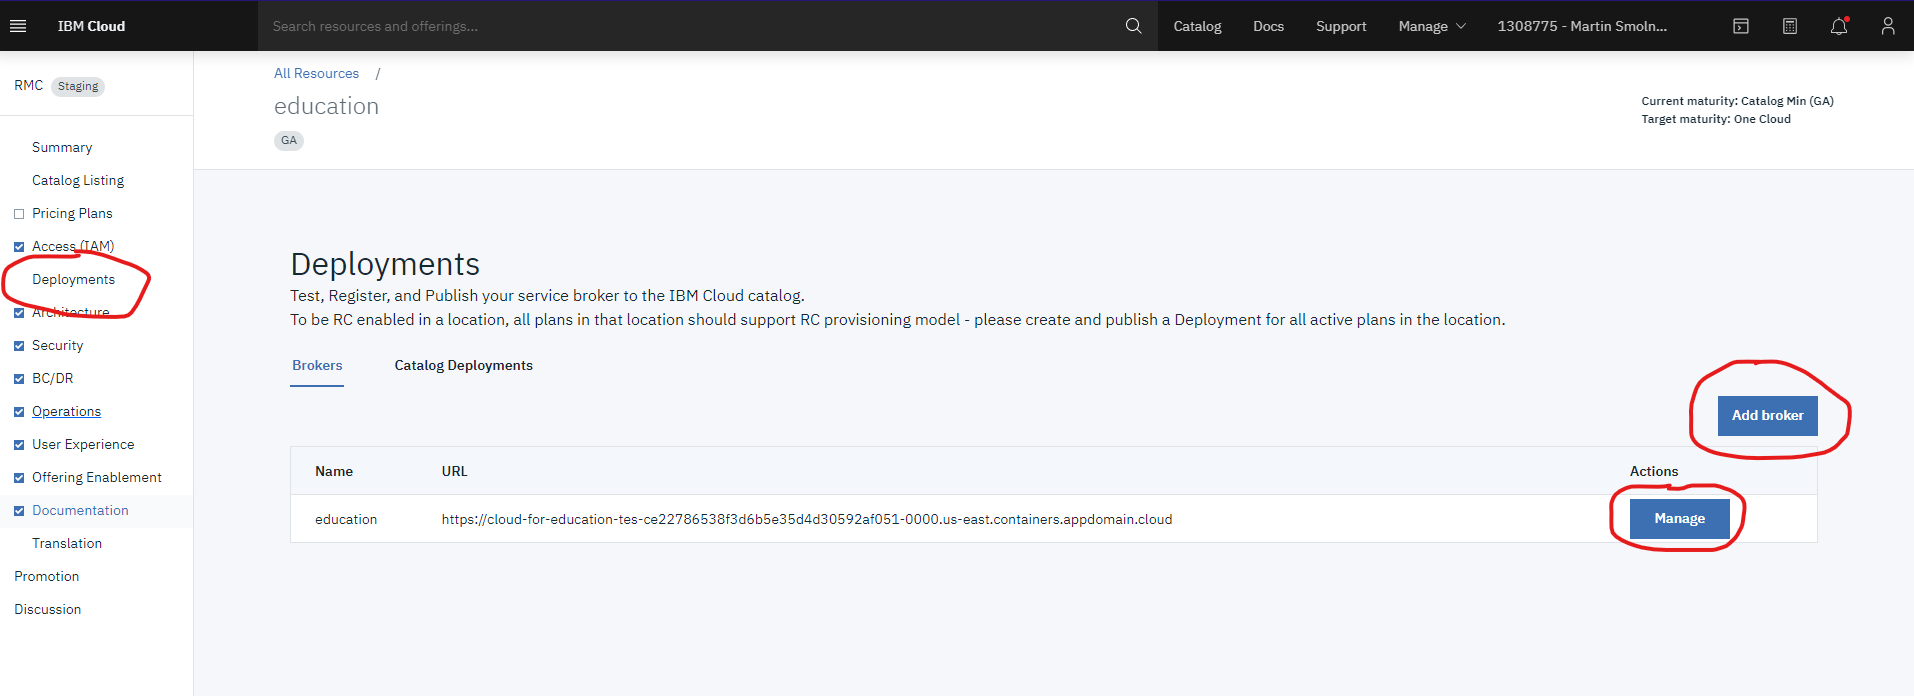 IBM Cloud
Search resources and offerings...
Catalog
Docs
Support
Manage
1308775 - Martin Smoln...
RMC Staging
Summary
Catalog Listing
Pricing Plans
Access (IAM)
Deployments
Architecture
Security
BC/DR
Operations
User Experience
Offering Enablement
Documentation
Translation
Promotion
Discussion
All Resources /
education
GA
Current maturity: Catalog Min (GA)
Target maturity: One Cloud
Deployments
Test, Register, and Publish your service broker to the IBM Cloud catalog.
To be RC enabled in a location, all plans in that location should support RC provisioning model - please create and publish a Deployment for all active plans in the location.
Brokers Catalog Deployments
Add broker
Name URL Actions
education https://cloud-for-education-tes-ce22786538f3d6b5e35d4d30592af051-0000.us-east.containers.appdomain.cloud Manage